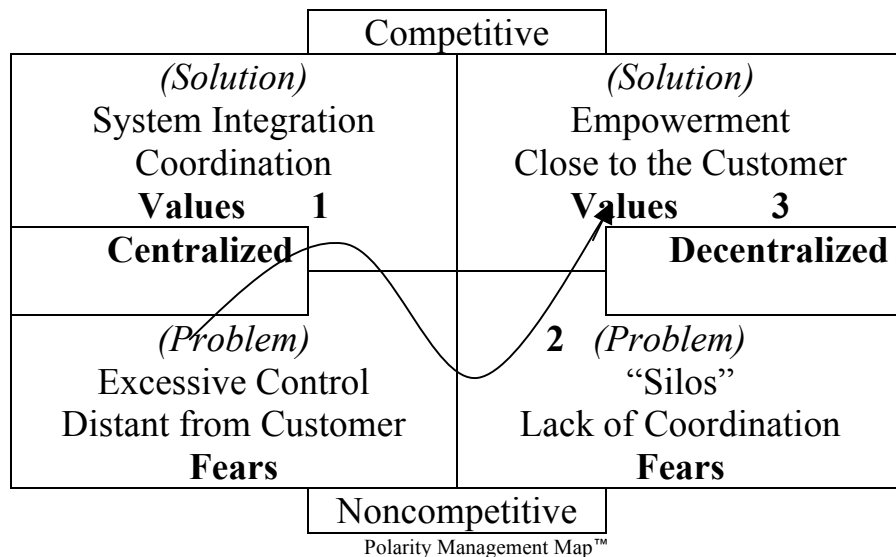 Competitive
(Solution)
System Integration
Coordination
Values 1
(Solution)
Empowerment
Close to the Customer
Values 3
Centralized
Decentralized
(Problem)
Excessive Control
Distant from Customer
Fears
2 (Problem)
“Silos”
Lack of Coordination
Fears
Noncompetitive
Polarity Management Map™